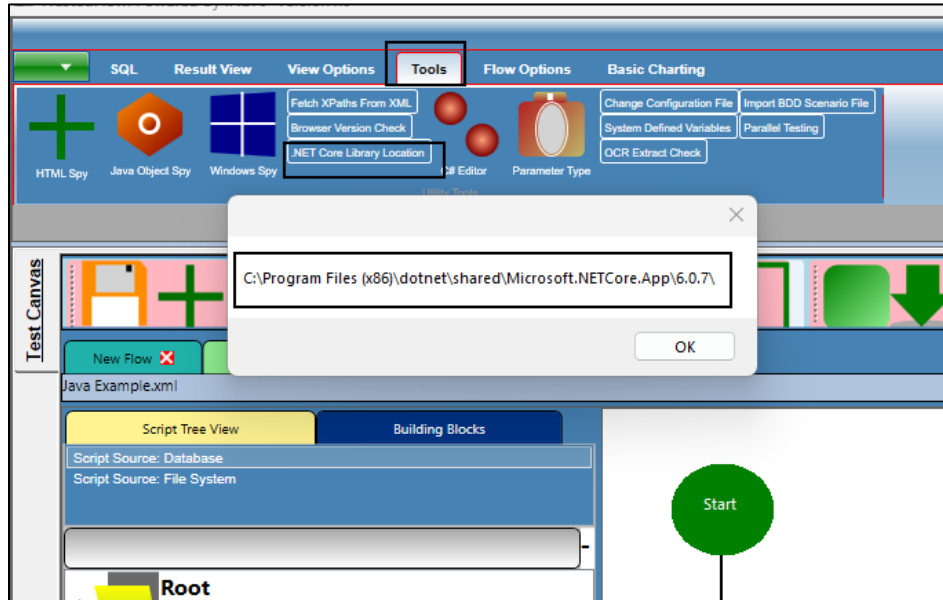 SQL Result View View Options Tools Flow Options Basic Charting
Fetch XPaths From XML
Browser Version Check
.NET Core Library Location
Change Configuration File Import BDD Scenario File
System Defined Variables Parallel Testing
OCR Extract Check
HTML Spy Java Object Spy Windows Spy C# Editor Parameter Type
Utility Tools
C:\Program Files (x86)\dotnet\shared\Microsoft.NETCore.App\6.0.7\
OK
Test Canvas
New Flow
Java Example.xml
Script Tree View Building Blocks
Script Source: Database
Script Source: File System
Start
Root